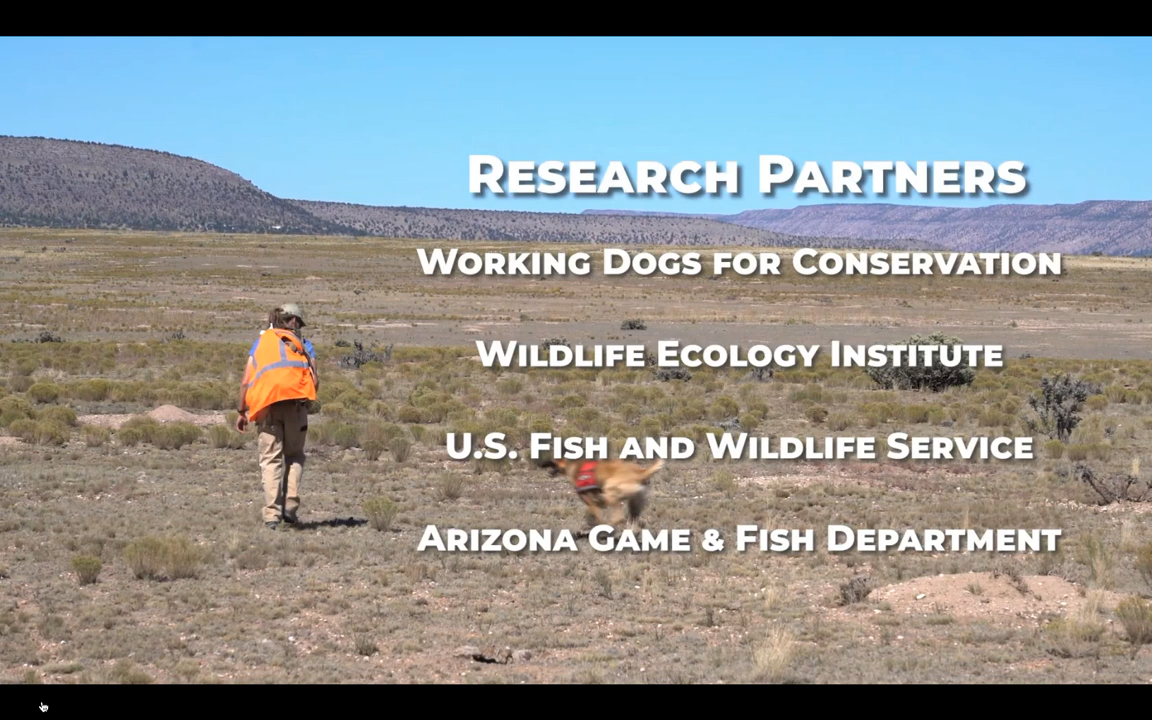 Research Partners
Working Dogs for Conservation
Wildlife Ecology Institute
U.S. Fish and Wildlife Service
Arizona Game & Fish Department